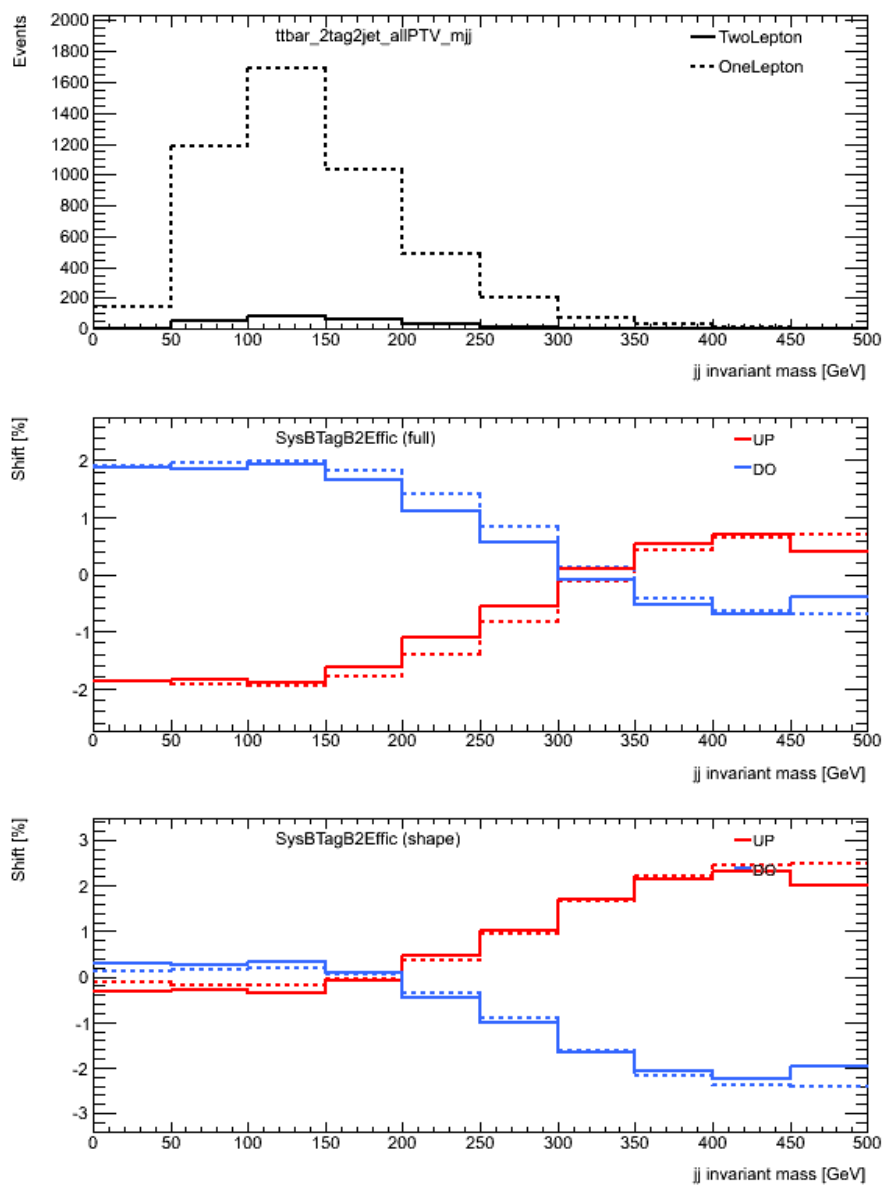 Events
ttbar_2tag2jet_allPTV_mjj
TwoLepton
OneLepton
2000
1800
1600
1400
1200
1000
800
600
400
200
0
0 50 100 150 200 250 300 350 400 450 500
jj invariant mass [GeV]
Shift [%]
SysBTagB2Effic (full)
UP
DO
2
1
0
-1
-2
0 50 100 150 200 250 300 350 400 450 500
jj invariant mass [GeV]
Shift [%]
SysBTagB2Effic (shape)
UP
DO
3
2
1
0
-1
-2
-3
0 50 100 150 200 250 300 350 400 450 500
jj invariant mass [GeV]